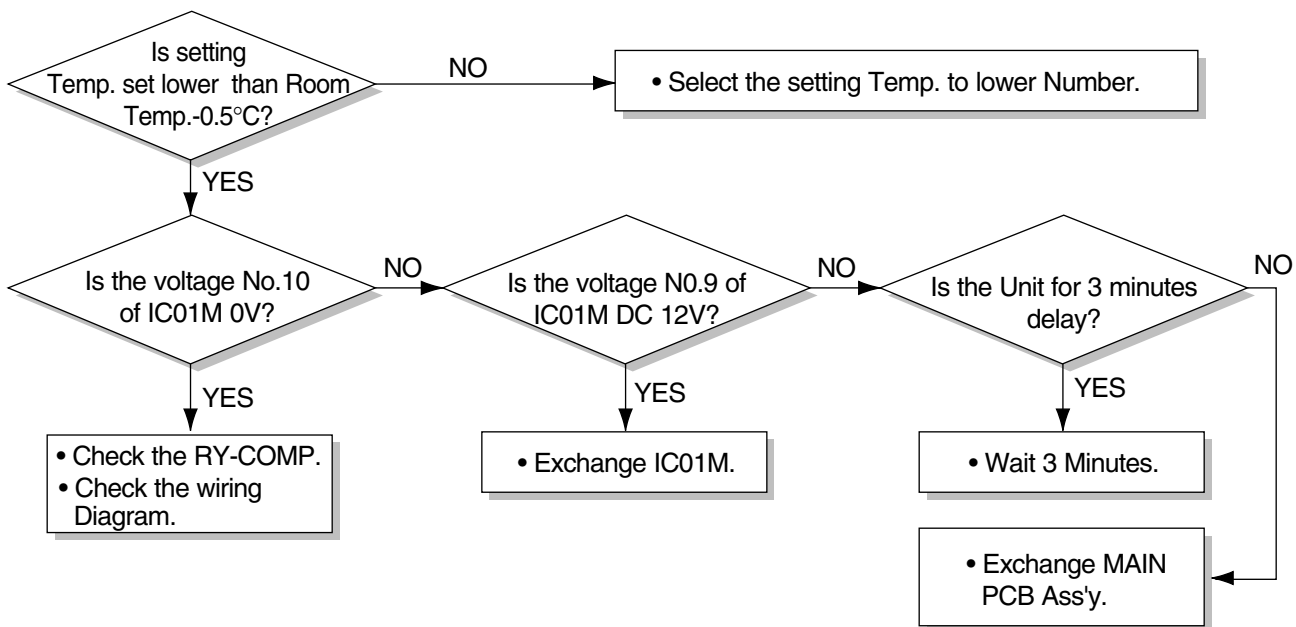 Is setting
Temp. set lower than Room
Temp.-0.5°C?
NO
• Select the setting Temp. to lower Number.
YES
Is the voltage No.10
of IC01M 0V?
NO
Is the voltage N0.9 of
IC01M DC 12V?
NO
Is the Unit for 3 minutes
delay?
NO
YES
YES
YES
• Check the RY-COMP.
• Check the wiring
Diagram.
• Exchange IC01M.
• Wait 3 Minutes.
• Exchange MAIN
PCB Ass'y.